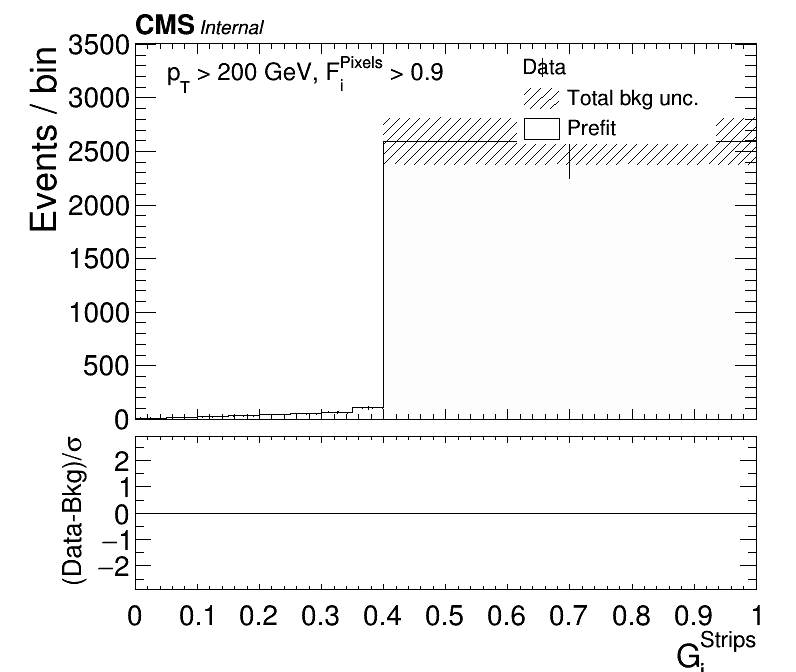 CMS Internal
Events / bin
3500
3000
2500
2000
1500
1000
500
0
p_T > 200 GeV, F_i^Pixels > 0.9
Data
Total bkg unc.
Prefit
(Data-Bkg)/σ
2
1
0
−1
−2
0 0.1 0.2 0.3 0.4 0.5 0.6 0.7 0.8 0.9 1
G_i^Strips